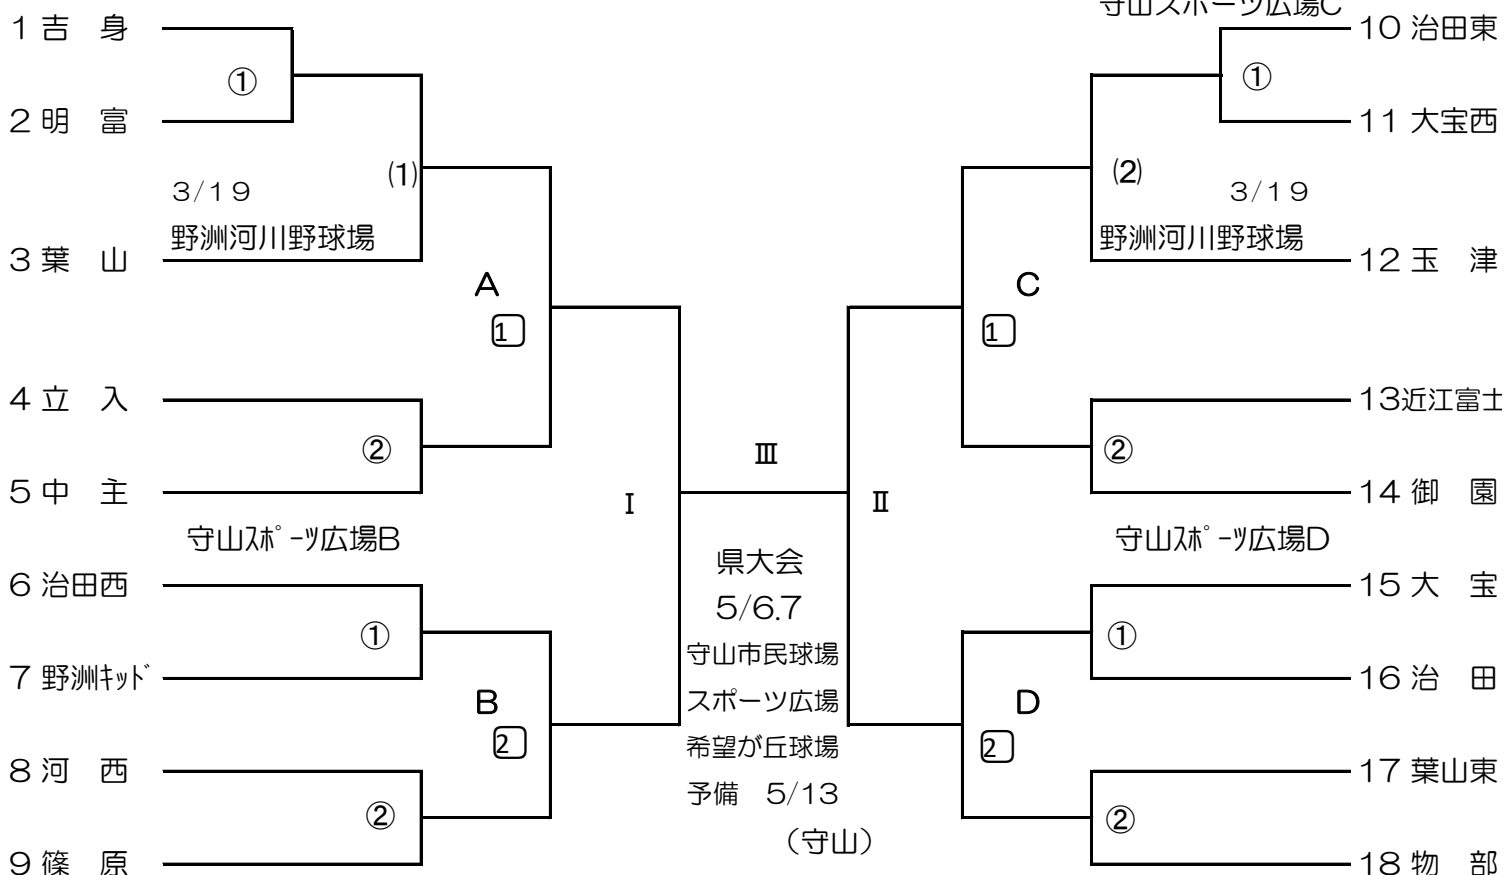 守山スポーツ広場C
1 吉　身
①
2 明　富
(1)
3/19
野洲河川野球場
3 葉　山
A
1
4 立　入
②
5 中　主
守山ｽﾎﾟｰﾂ広場B
6 治田西
①
7 野洲ｷｯﾄﾞ
B
2
8 河　西
②
9 篠　原
Ⅰ
Ⅲ
Ⅱ
県大会
5/6.7
守山市民球場
スポーツ広場
希望が丘球場
予備　5/13
（守山）
10 治田東
①
11 大宝西
(2)
3/19
野洲河川野球場
12 玉　津
C
1
13近江富士
②
14 御　園
守山ｽﾎﾟｰﾂ広場D
15 大　宝
①
16 治　田
D
2
17 葉山東
②
18 物　部